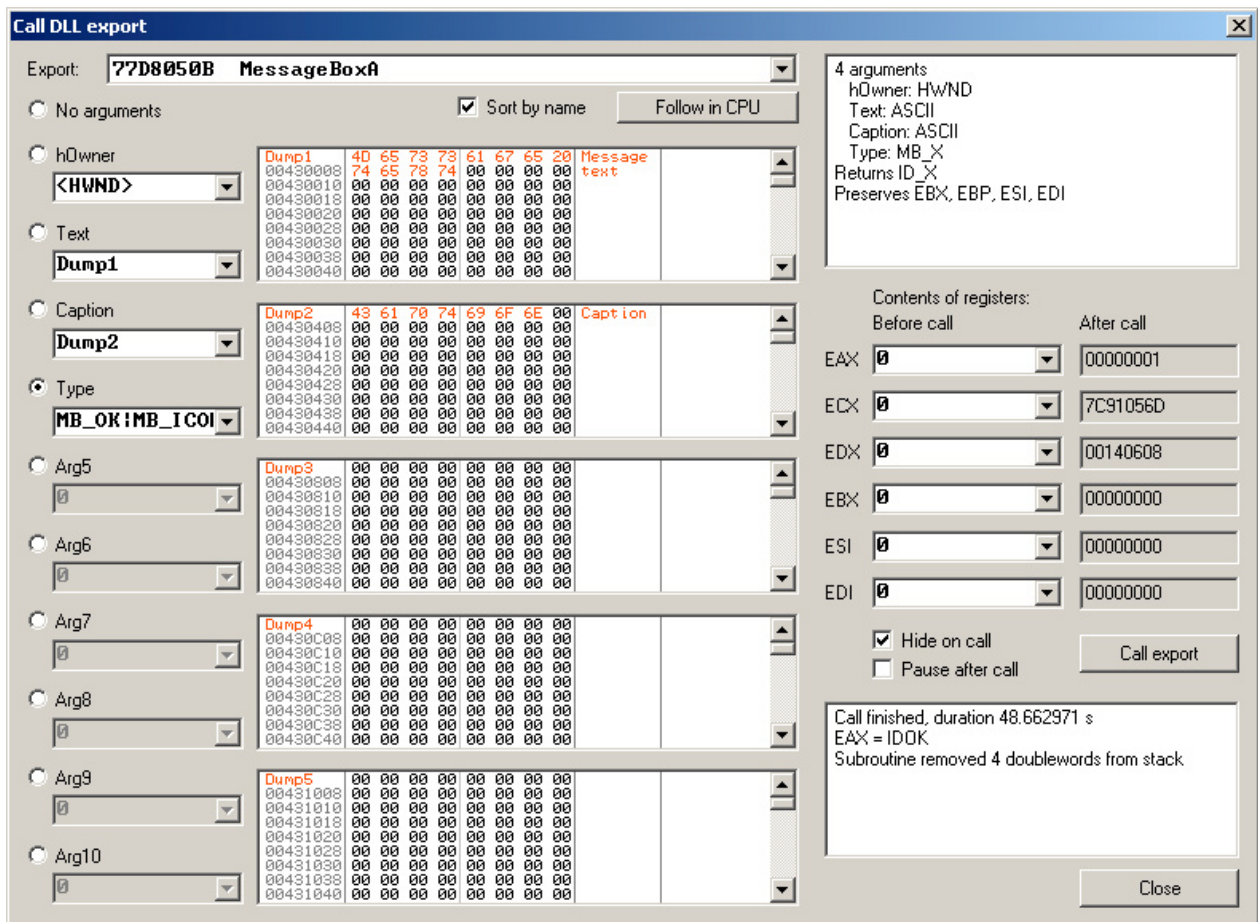 Call DLL export
Export: 77D8050B MessageBoxA
No arguments
Sort by name
Follow in CPU
hOwner
<HWND>
Text
Dump1
Caption
Dump2
Type
MB_OK|MB_ICO
Arg5
0
Arg6
0
Arg7
0
Arg8
0
Arg9
0
Arg10
0
Dump1 4D 65 73 73 61 67 65 20 Message
00430008 74 65 78 74 00 00 00 00 text
00430010 00 00 00 00 00 00 00 00
00430018 00 00 00 00 00 00 00 00
00430020 00 00 00 00 00 00 00 00
00430028 00 00 00 00 00 00 00 00
00430030 00 00 00 00 00 00 00 00
00430038 00 00 00 00 00 00 00 00
00430040 00 00 00 00 00 00 00 00
Dump2 43 61 70 74 69 6F 6E 00 Caption
00430408 00 00 00 00 00 00 00 00
00430410 00 00 00 00 00 00 00 00
00430418 00 00 00 00 00 00 00 00
00430420 00 00 00 00 00 00 00 00
00430428 00 00 00 00 00 00 00 00
00430430 00 00 00 00 00 00 00 00
00430438 00 00 00 00 00 00 00 00
00430440 00 00 00 00 00 00 00 00
Dump3 00 00 00 00 00 00 00 00
00430808 00 00 00 00 00 00 00 00
00430810 00 00 00 00 00 00 00 00
00430818 00 00 00 00 00 00 00 00
00430820 00 00 00 00 00 00 00 00
00430828 00 00 00 00 00 00 00 00
00430830 00 00 00 00 00 00 00 00
00430838 00 00 00 00 00 00 00 00
00430840 00 00 00 00 00 00 00 00
Dump4 00 00 00 00 00 00 00 00
00430C08 00 00 00 00 00 00 00 00
00430C10 00 00 00 00 00 00 00 00
00430C18 00 00 00 00 00 00 00 00
00430C20 00 00 00 00 00 00 00 00
00430C28 00 00 00 00 00 00 00 00
00430C30 00 00 00 00 00 00 00 00
00430C38 00 00 00 00 00 00 00 00
00430C40 00 00 00 00 00 00 00 00
Dump5 00 00 00 00 00 00 00 00
00431008 00 00 00 00 00 00 00 00
00431010 00 00 00 00 00 00 00 00
00431018 00 00 00 00 00 00 00 00
00431020 00 00 00 00 00 00 00 00
00431028 00 00 00 00 00 00 00 00
00431030 00 00 00 00 00 00 00 00
00431038 00 00 00 00 00 00 00 00
00431040 00 00 00 00 00 00 00 00
4 arguments
hOwner: HWND
Text: ASCII
Caption: ASCII
Type: MB_X
Returns ID_X
Preserves EBX, EBP, ESI, EDI
Contents of registers:
Before call After call
EAX 0 00000001
ECX 0 7C91056D
EDX 0 00140608
EBX 0 00000000
ESI 0 00000000
EDI 0 00000000
Hide on call
Pause after call
Call export
Call finished, duration 48.662971 s
EAX = IDOK
Subroutine removed 4 doublewords from stack
Close